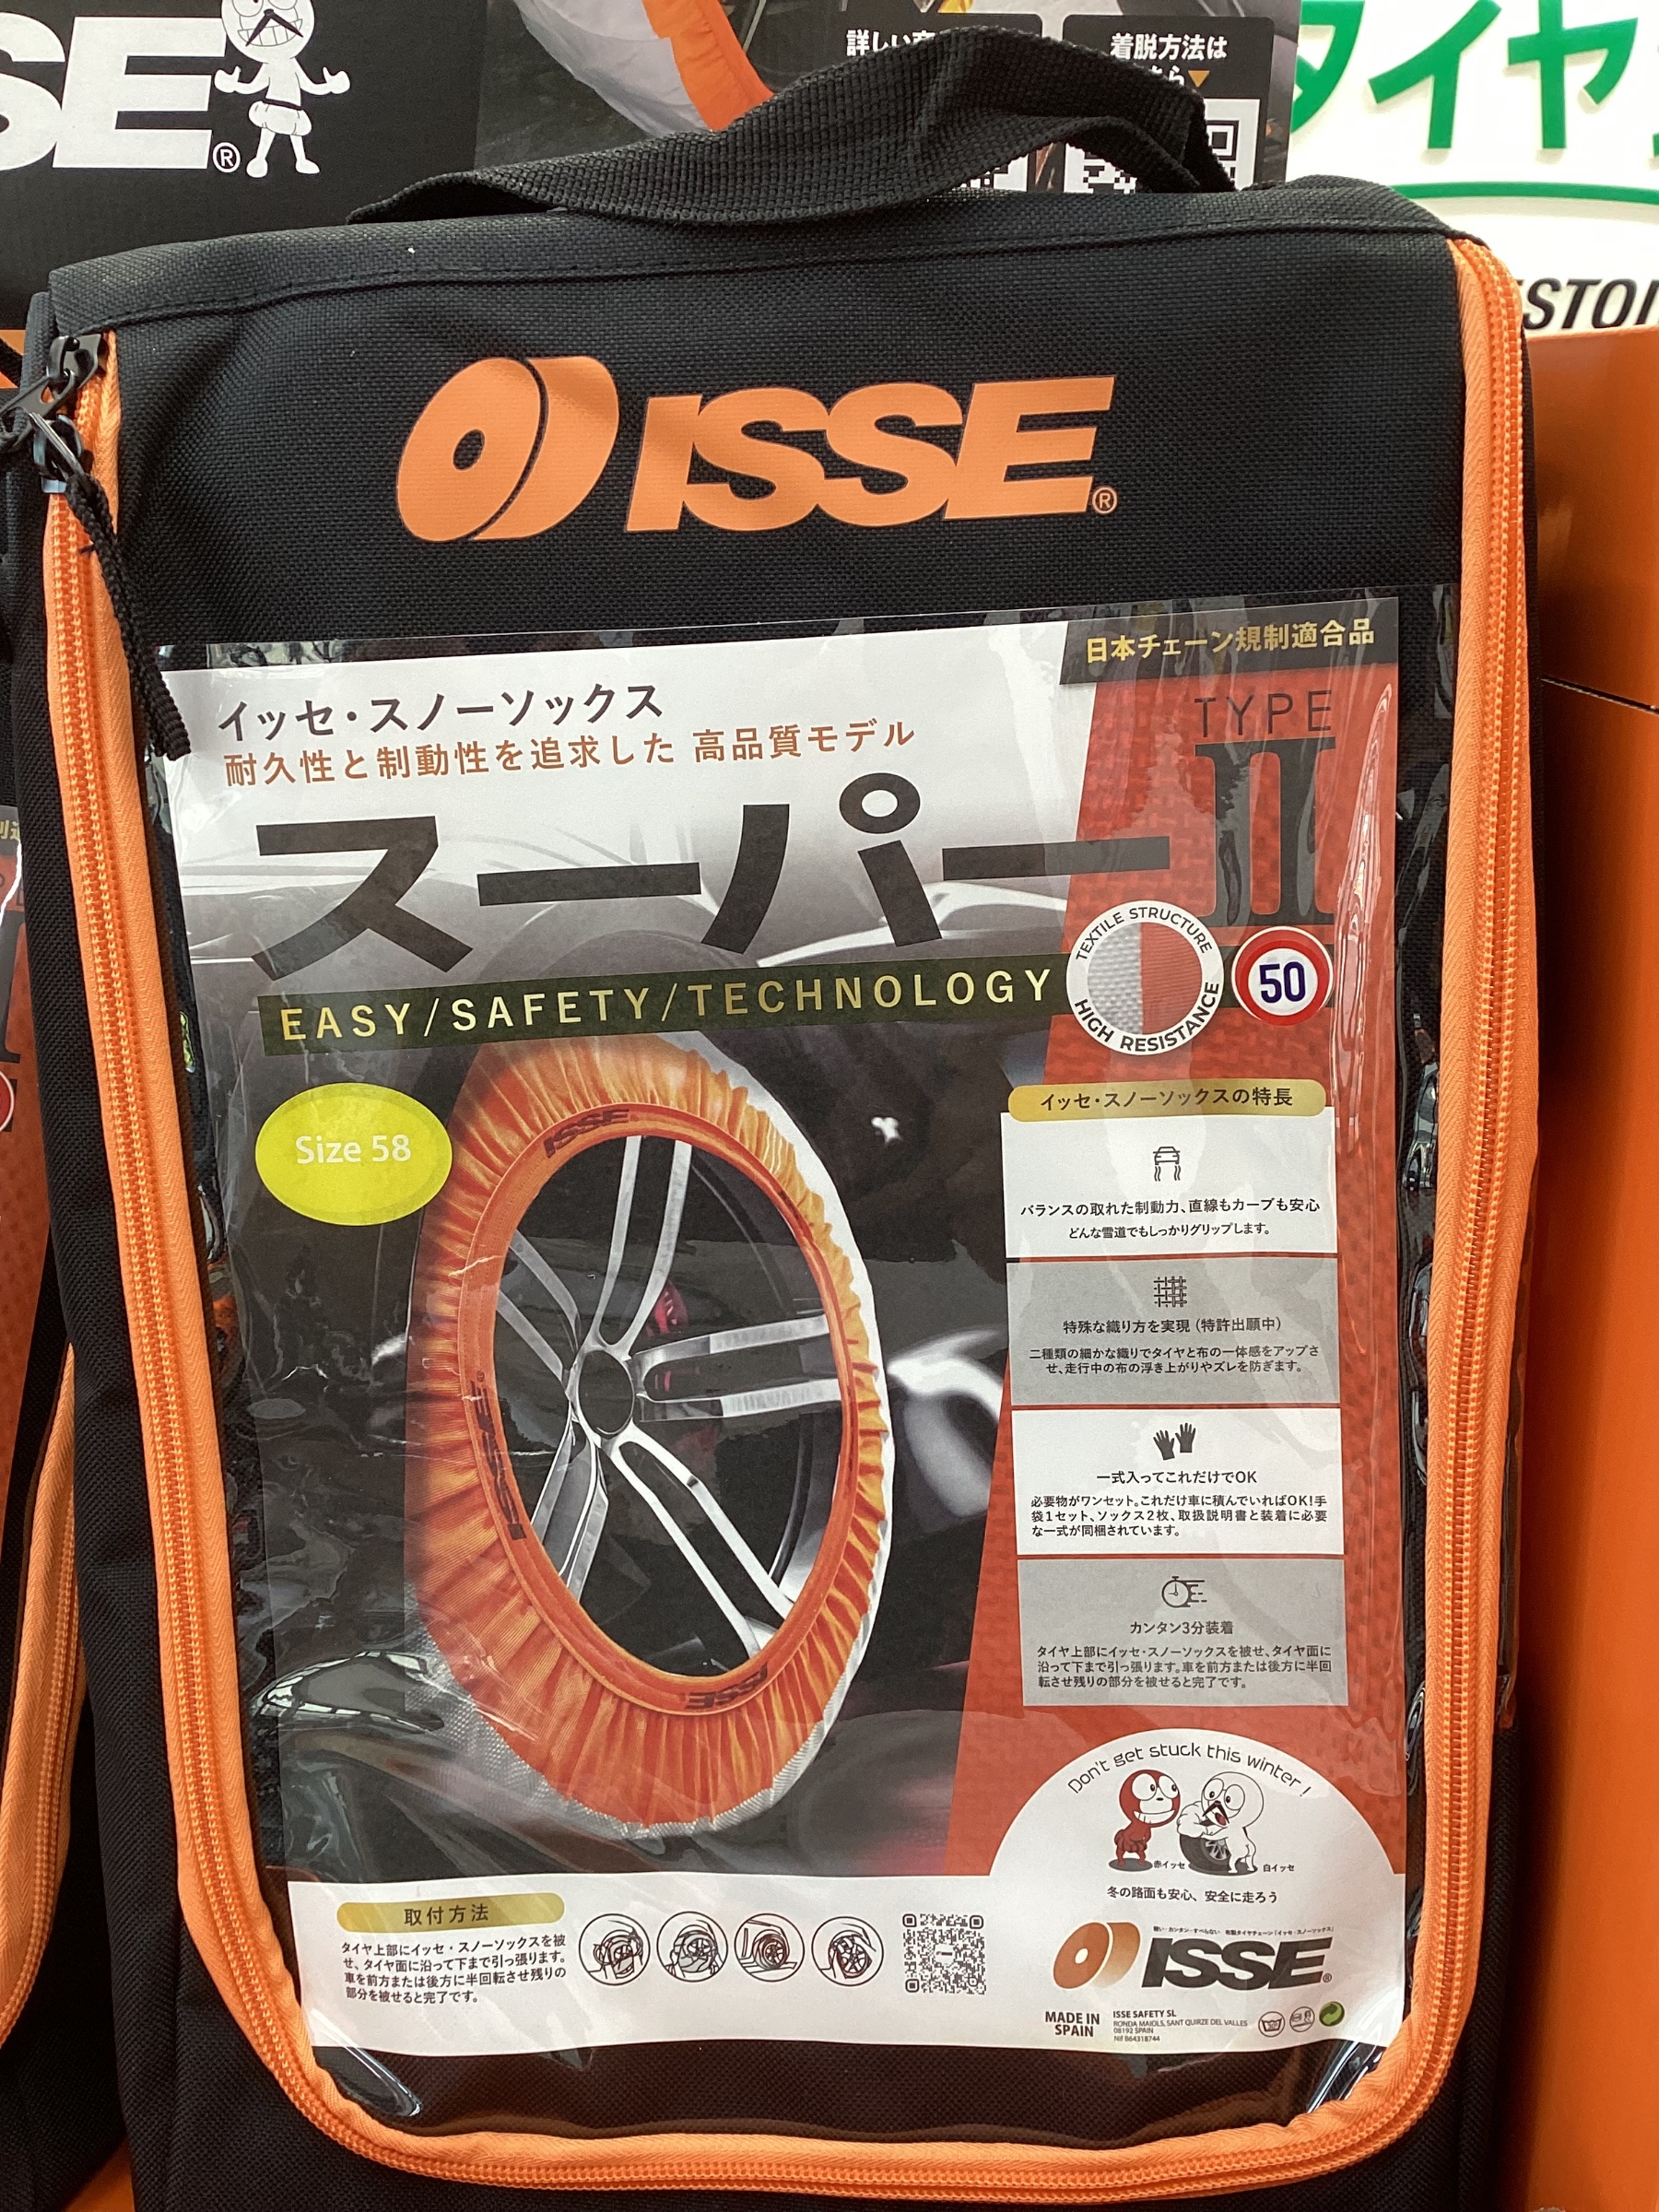 SE®
着脱方法は
タイヤ
ISSE®
日本チェーン規制適合品
イッセ・スノーソックス
耐久性と制動性を追求した 高品質モデル
スーパー
TYPE
II
EASY/SAFETY/TECHNOLOGY
TEXTILE STRUCTURE
HIGH RESISTANCE
50
Size 58
ISSE
イッセ・スノーソックスの特長
バランスの取れた制動力、直線もカーブも安心
どんな雪道でもしっかりグリップします。
特殊な織り方を実現(特許出願中)
二種類の細かな織りでタイヤと布の一体感をアップさ
せ、走行中の布の浮き上がりやズレを防ぎます。
一式入ってこれだけでOK
必要物がワンセット。これだけ車に積んでいればOK!手
袋1セット、ソックス2枚、取扱説明書と装着に必要
な一式が同梱されています。
カンタン3分装着
タイヤ上部にイッセ・スノーソックスを被せ、タイヤ面に
沿って下まで引っ張ります。車を前方または後方に半回
転させ残りの部分を被せると完了です。
Don't get stuck this winter!
赤イッセ
白イッセ
冬の路面も安心、安全に走ろう
取付方法
タイヤ上部にイッセ・スノーソックスを被
せ、タイヤ面に沿って下まで引っ張ります。
車を前方または後方に半回転させ残りの
部分を被せると完了です。
ISSE®
MADE IN
SPAIN
ISSE SAFETY SL
RONDA MAIOLS, SANT QUIRZE DEL VALLES
08192 SPAIN
NIF B64318744